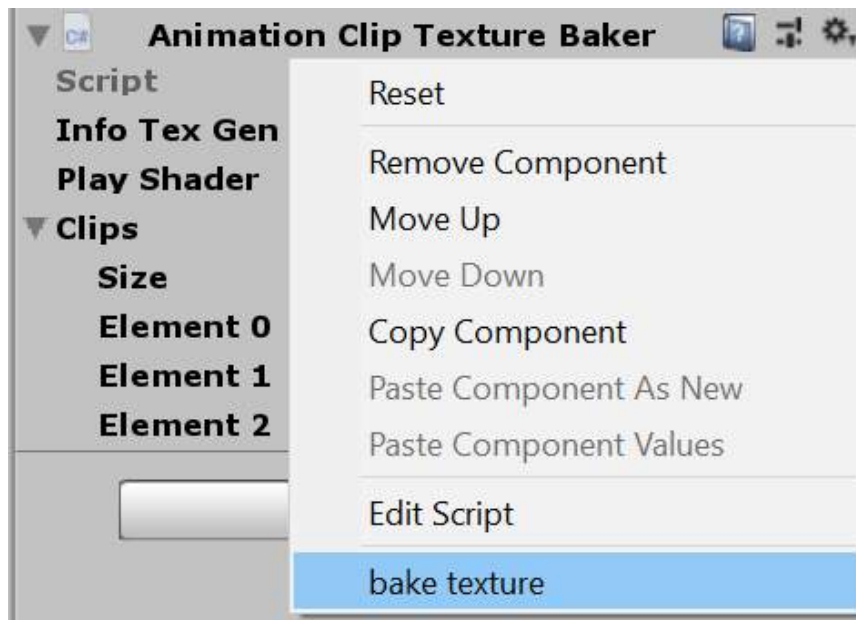 Animation Clip Texture Baker
Script
Info Tex Gen
Play Shader
Clips
Size
Element 0
Element 1
Element 2
Reset
Remove Component
Move Up
Move Down
Copy Component
Paste Component As New
Paste Component Values
Edit Script
bake texture